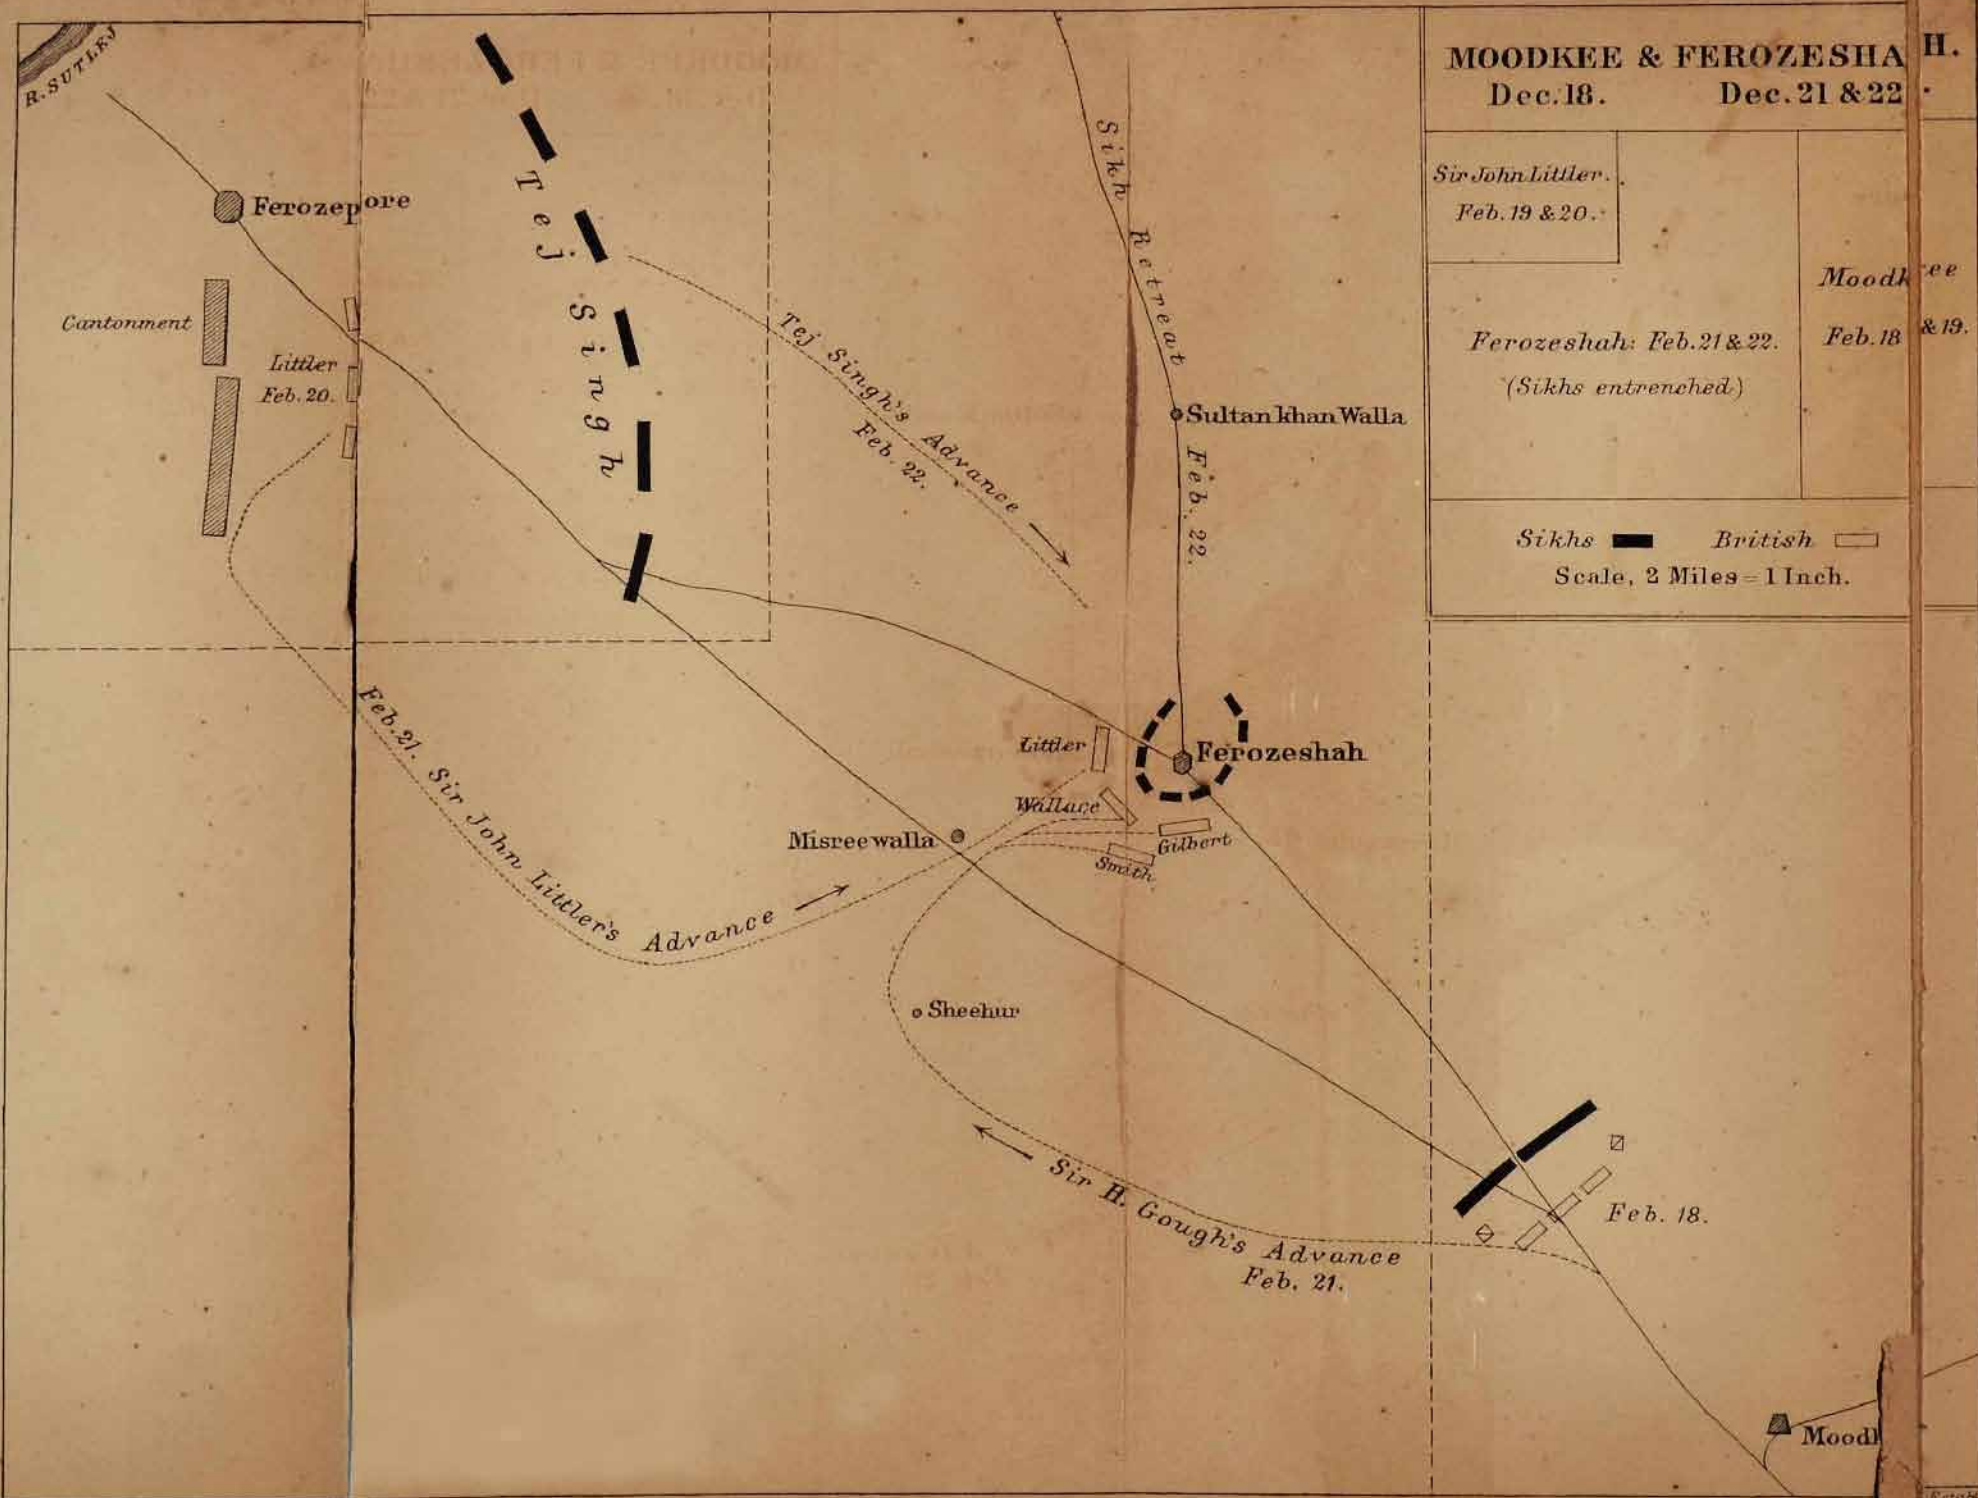 MOODKEE & FEROZESHAH.
Dec. 18. Dec. 21 & 22.
Sir John Littler.
Feb. 19 & 20.
Moodkee
Feb. 18 & 19.
Ferozeshah: Feb. 21 & 22.
(Sikhs entrenched)
Sikhs British
Scale, 2 Miles = 1 Inch.
R. SUTLEJ
Ferozepore
Cantonment
Littler
Feb. 20.
Tej Singh
Tej Singh's Advance
Feb. 22.
Sikh Retreat
Feb. 22.
Sultan khan Walla
Feb. 21. Sir John Littler's Advance
Littler
Ferozeshah
Wallace
Misreewalla
Gilbert
Smith
Sheehur
Sir H. Gough's Advance
Feb. 21.
Feb. 18.
Moodk